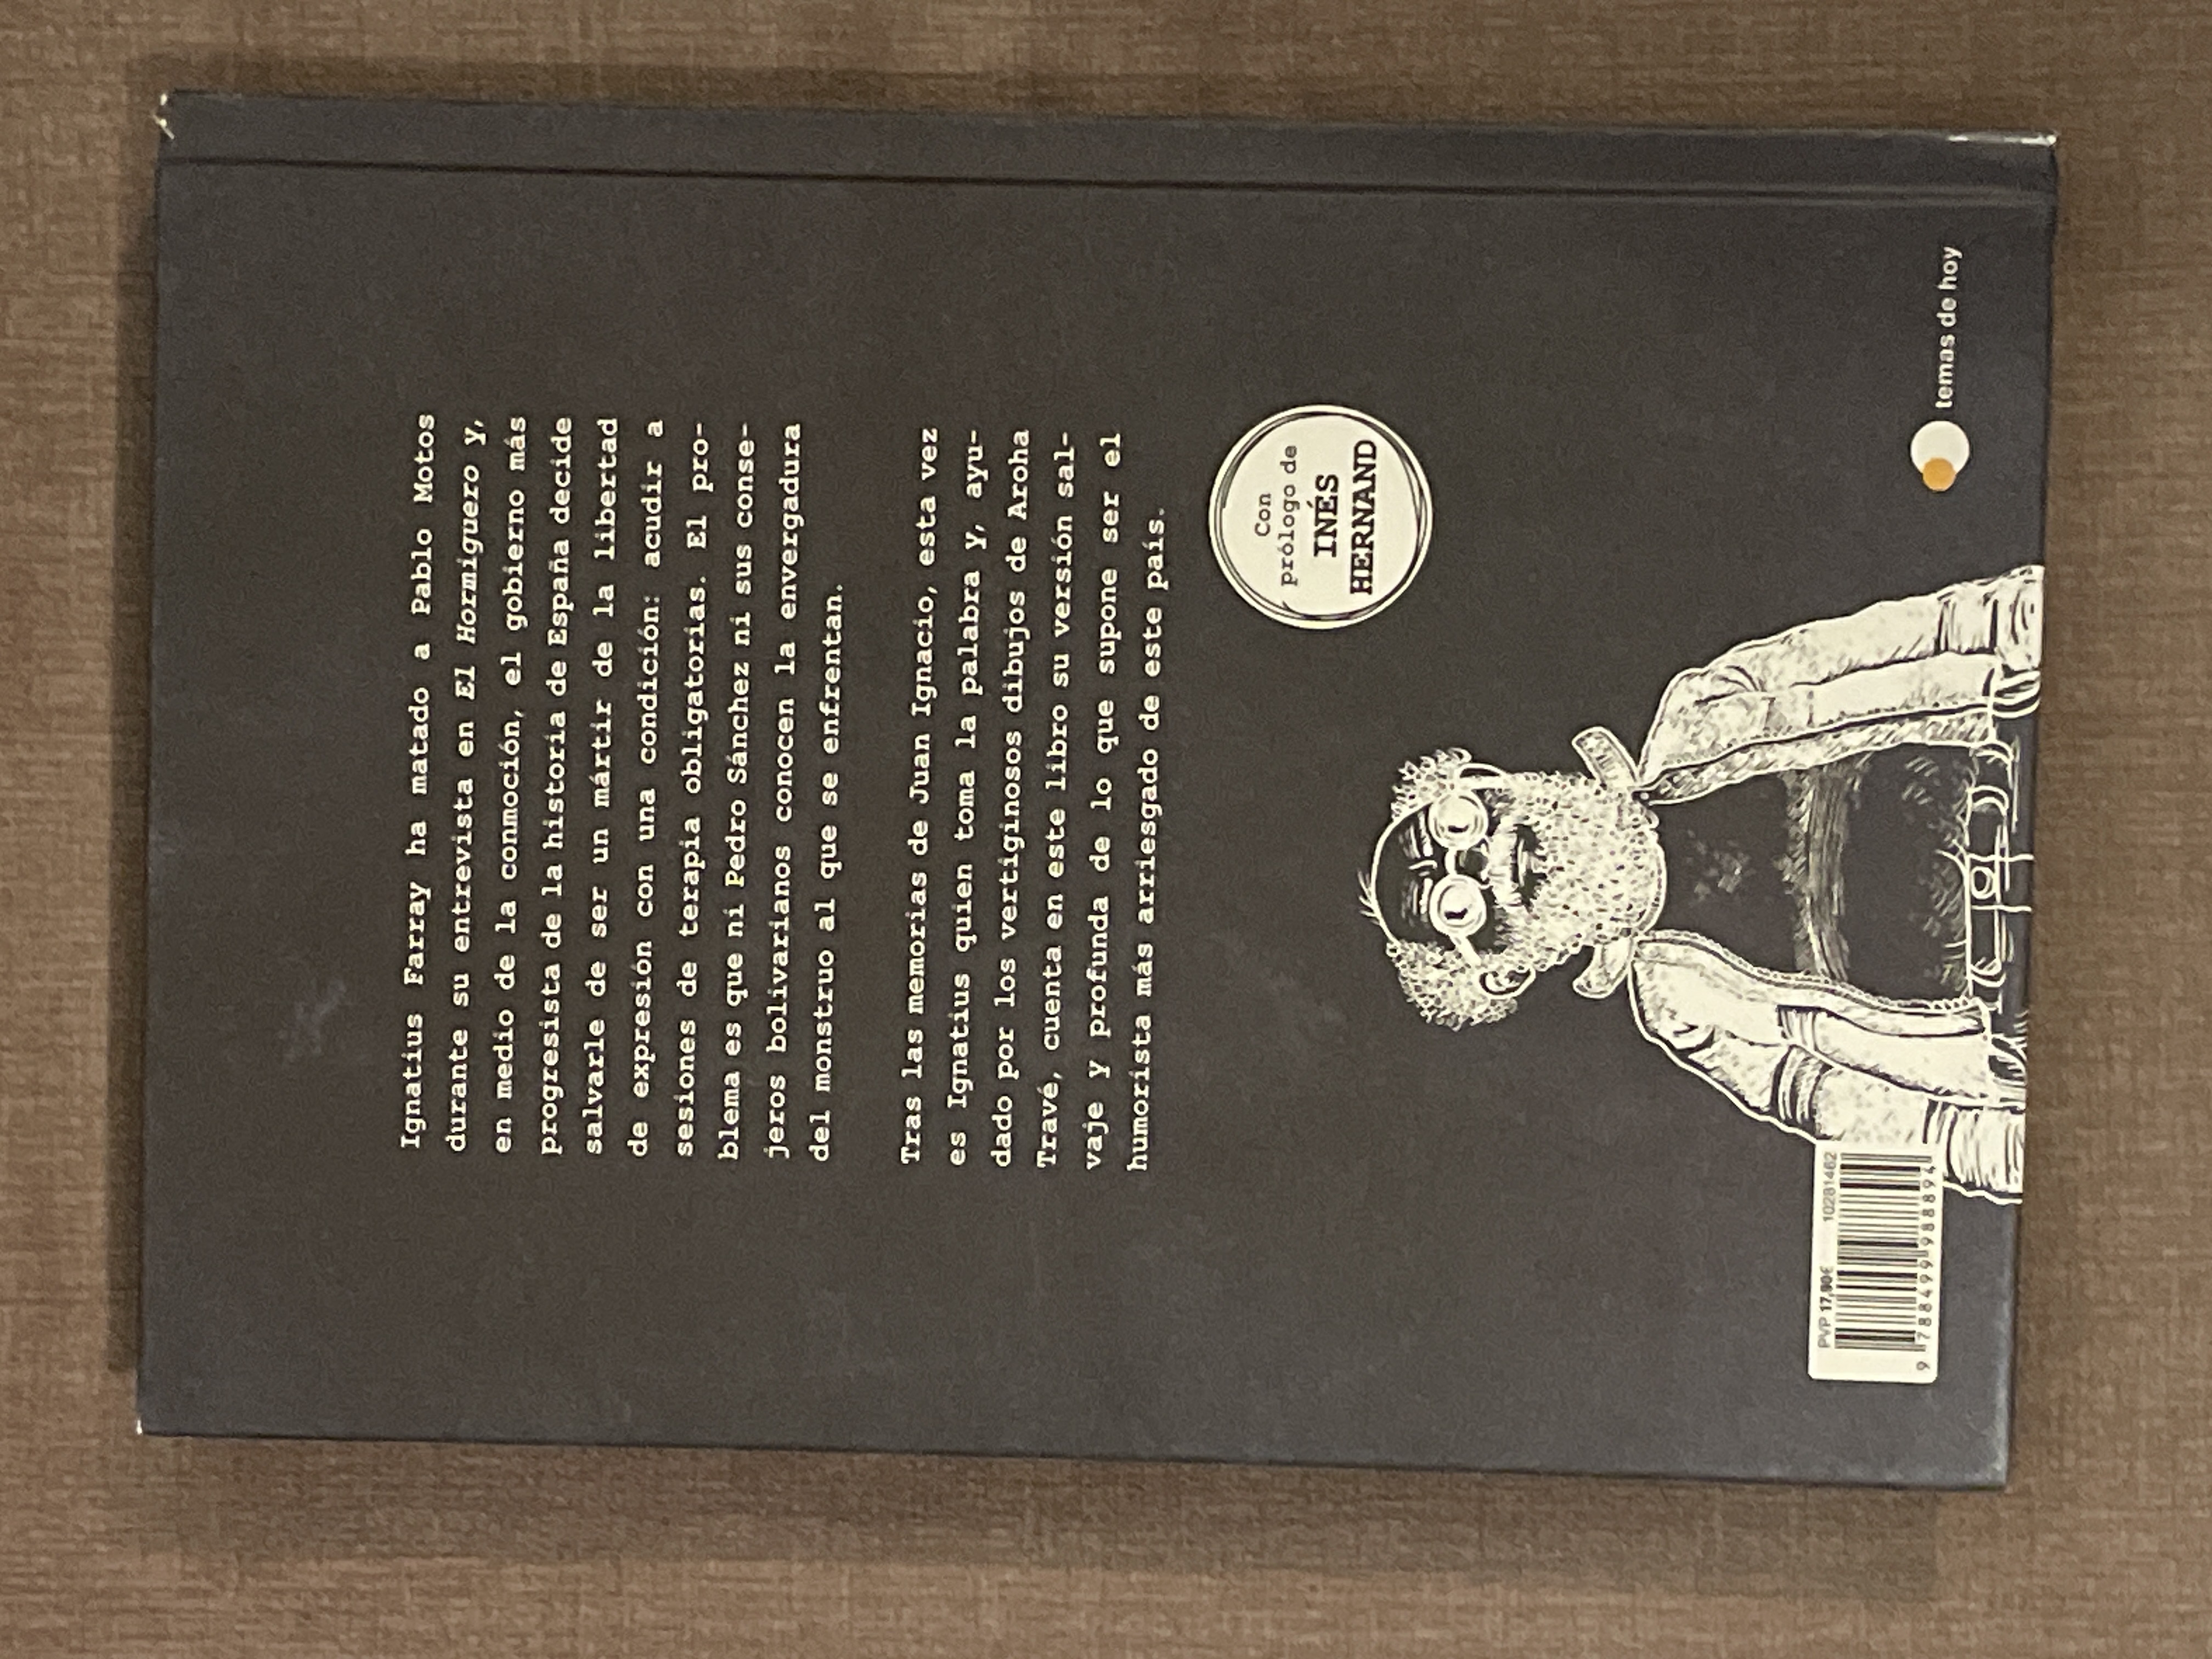 Ignatius Farray ha matado a Pablo Motos
durante su entrevista en El Hormiguero y,
en medio de la conmoción, el gobierno más
progresista de la historia de España decide
salvarle de ser un mártir de la libertad
de expresión con una condición: acudir a
sesiones de terapia obligatorias. El pro-
blema es que ni Pedro Sánchez ni sus conse-
jeros bolivarianos conocen la envergadura
del monstruo al que se enfrentan.
Tras las memorias de Juan Ignacio, esta vez
es Ignatius quien toma la palabra y, ayu-
dado por los vertiginosos dibujos de Aroha
Travé, cuenta en este libro su versión sal-
vaje y profunda de lo que supone ser el
humorista más arriesgado de este país.
Con
prólogo de
INÉS
HERNAND
PVP 17,90€ 10281462
9 788499 988894
temas de hoy